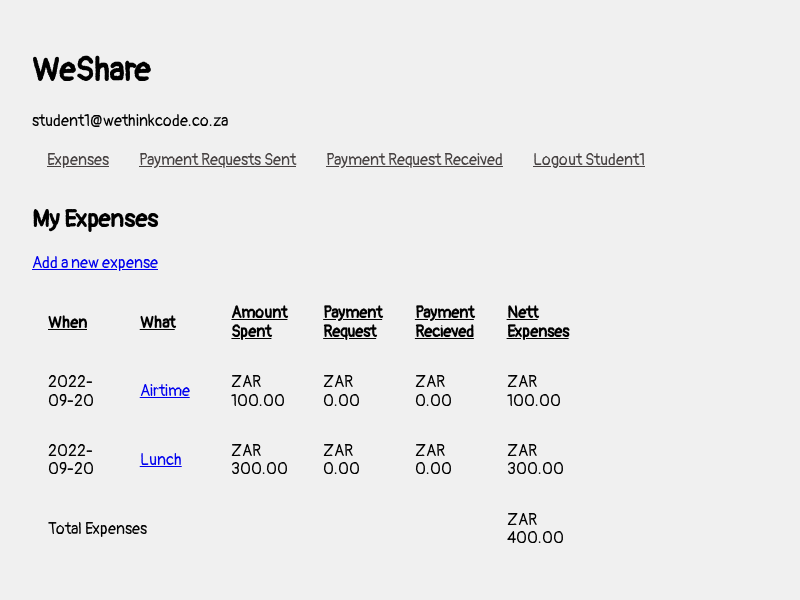 WeShare
student1@wethinkcode.co.za
Expenses Payment Requests Sent Payment Request Received Logout Student1
My Expenses
Add a new expense
When What Amount Spent Payment Request Payment Recieved Nett Expenses
2022-09-20 Airtime ZAR 100.00 ZAR 0.00 ZAR 0.00 ZAR 100.00
2022-09-20 Lunch ZAR 300.00 ZAR 0.00 ZAR 0.00 ZAR 300.00
Total Expenses ZAR 400.00